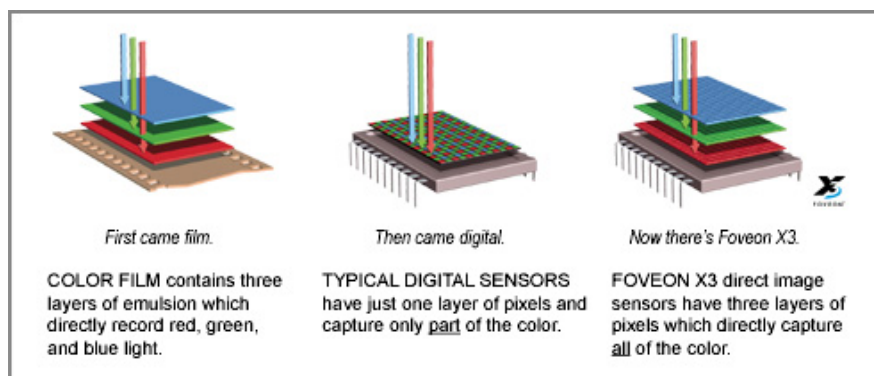 First came film.
COLOR FILM contains three
layers of emulsion which
directly record red, green,
and blue light.
Then came digital.
TYPICAL DIGITAL SENSORS
have just one layer of pixels and
capture only part of the color.
X3
FOVEON
Now there's Foveon X3.
FOVEON X3 direct image
sensors have three layers of
pixels which directly capture
all of the color.